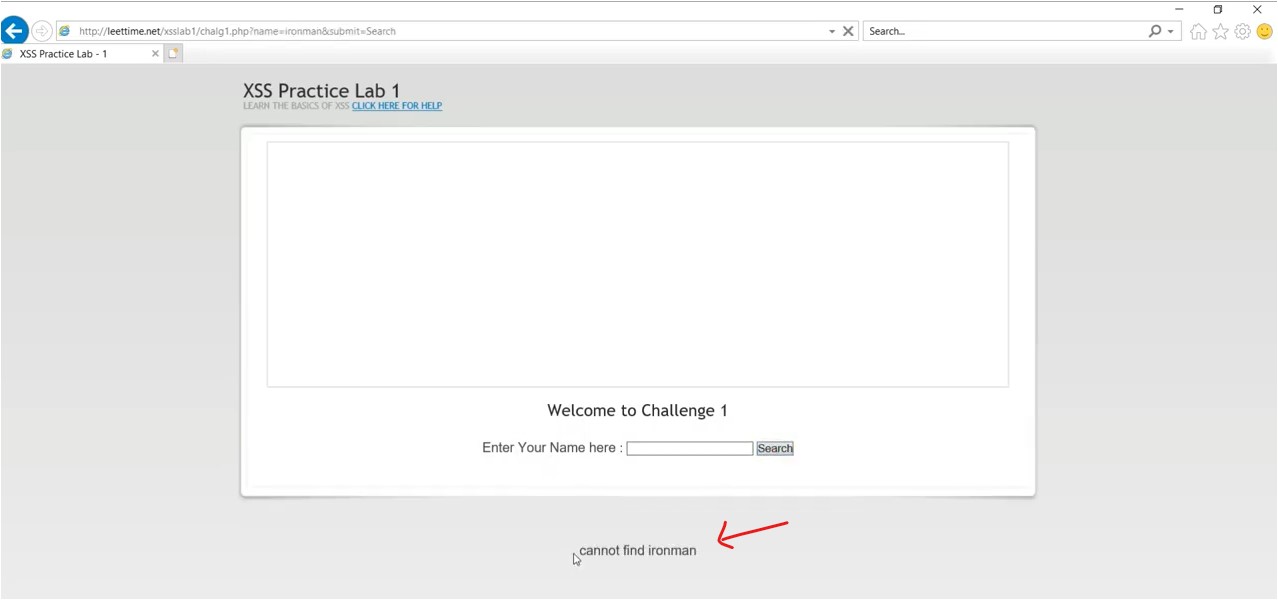 http://leettime.net/xsslab1/chalg1.php?name=ironman&submit=Search
Search...
XSS Practice Lab - 1
XSS Practice Lab 1
LEARN THE BASICS OF XSS CLICK HERE FOR HELP
Welcome to Challenge 1
Enter Your Name here : Search
cannot find ironman